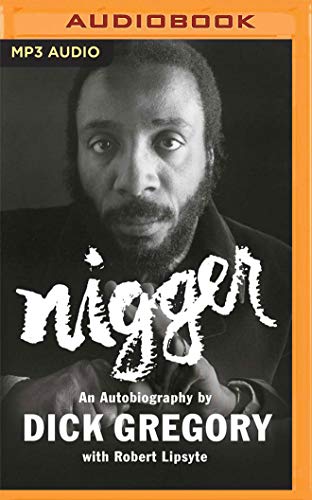 AUDIOBOOK
MP3 AUDIO
nigger
An Autobiography by
DICK GREGORY
with Robert Lipsyte